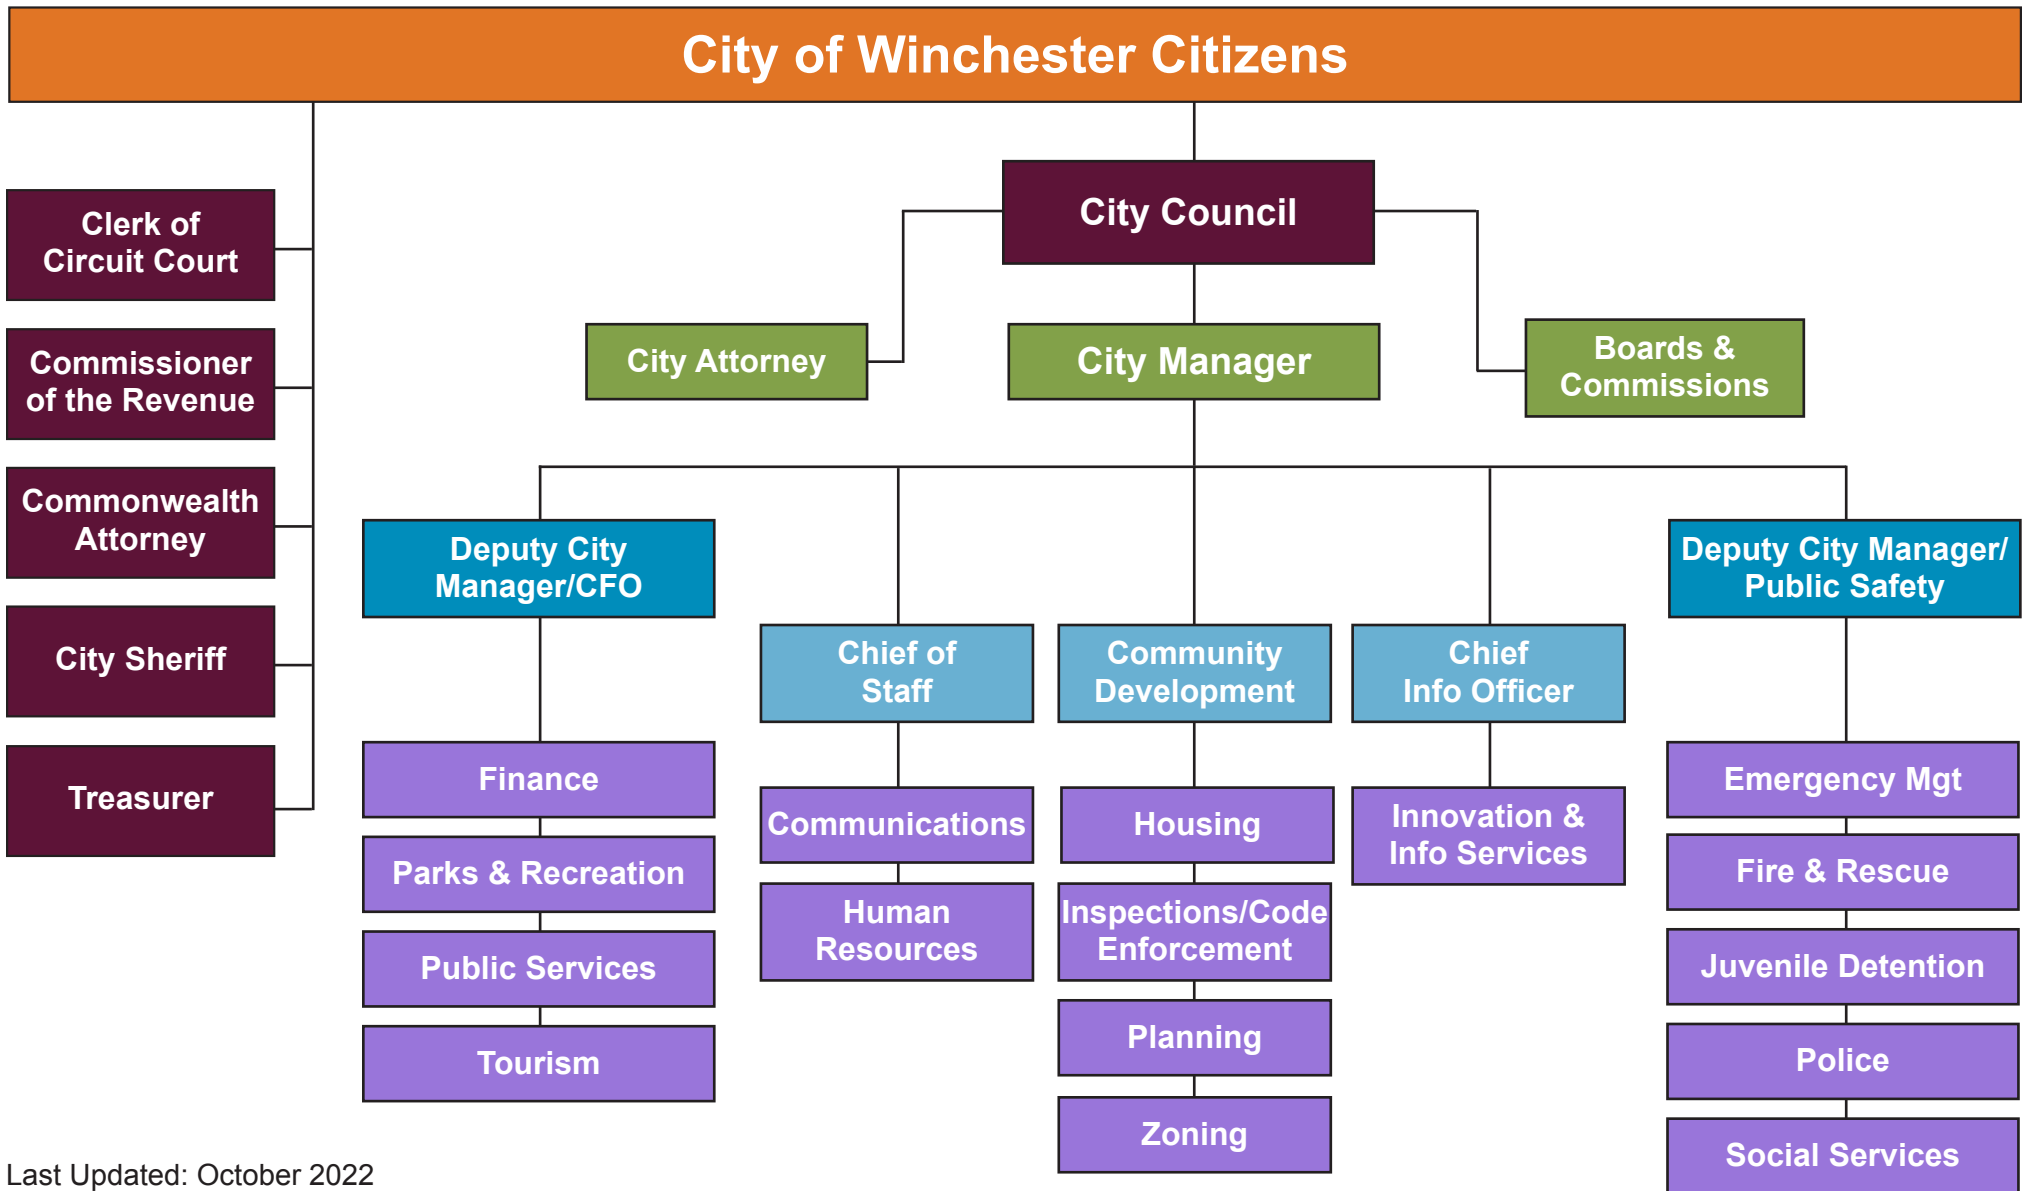 City of Winchester Citizens
Clerk of
Circuit Court
Commissioner
of the Revenue
Commonwealth
Attorney
City Sheriff
Treasurer
City Council
City Attorney
City Manager
Boards &
Commissions
Deputy City
Manager/CFO
Finance
Parks & Recreation
Public Services
Tourism
Chief of
Staff
Communications
Human
Resources
Community
Development
Housing
Inspections/Code
Enforcement
Planning
Zoning
Chief
Info Officer
Innovation &
Info Services
Deputy City Manager/
Public Safety
Emergency Mgt
Fire & Rescue
Juvenile Detention
Police
Social Services
Last Updated: October 2022